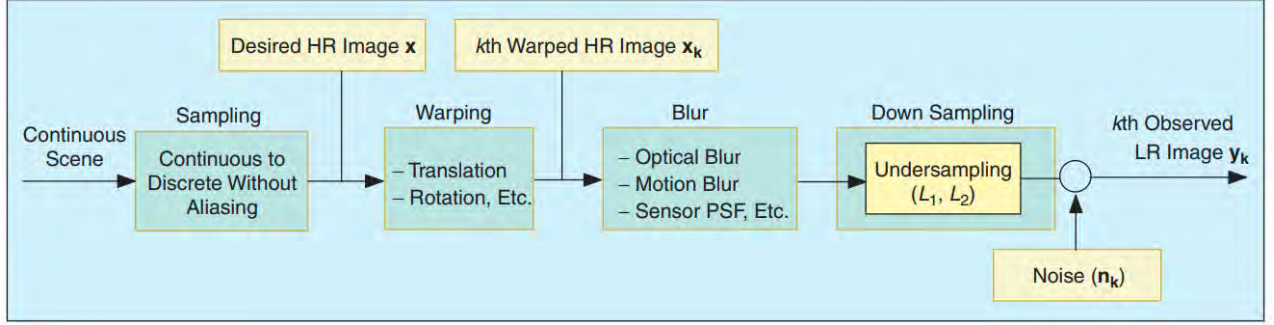 Desired HR Image x
kth Warped HR Image xk
Sampling
Warping
Blur
Down Sampling
Continuous
Scene
Continuous to
Discrete Without
Aliasing
– Translation
– Rotation, Etc.
– Optical Blur
– Motion Blur
– Sensor PSF, Etc.
Undersampling
(L1, L2)
kth Observed
LR Image yk
Noise (nk)